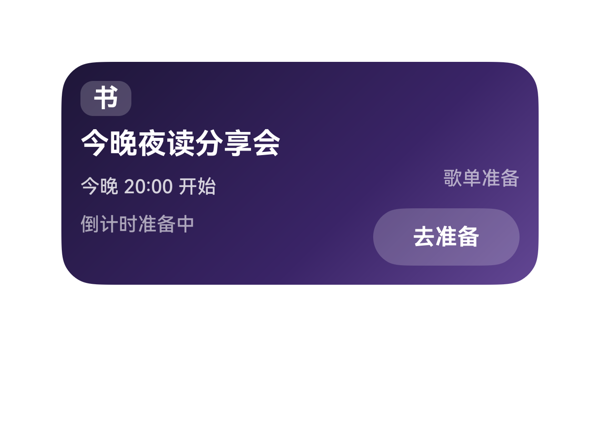 书
今晚夜读分享会
今晚 20:00 开始
倒计时准备中
歌单准备
去准备